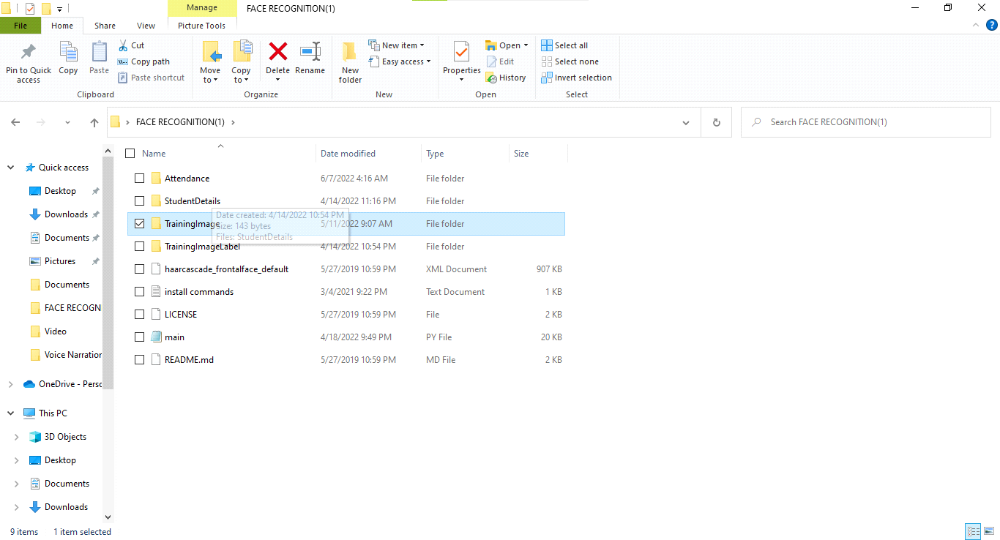 Manage
FACE RECOGNITION(1)
File
Home
Share
View
Picture Tools
Pin to Quick access
Copy
Paste
Cut
Copy path
Paste shortcut
Clipboard
Move to
Copy to
Delete
Rename
Organize
New folder
New item
Easy access
New
Properties
Open
Edit
History
Open
Select all
Select none
Invert selection
Select
FACE RECOGNITION(1)
Search FACE RECOGNITION(1)
Quick access
Desktop
Downloads
Documents
Pictures
Documents
FACE RECOGN
Video
Voice Narration
OneDrive - Perso
This PC
3D Objects
Desktop
Documents
Downloads
Name Date modified Type Size
Attendance 6/7/2022 4:16 AM File folder
StudentDetails 4/14/2022 11:16 PM File folder
TrainingImage 5/11/2022 9:07 AM File folder
Date created: 4/14/2022 10:54 PM
Size: 143 bytes
Files: StudentDetails
TrainingImageLabel 4/14/2022 10:54 PM File folder
haarcascade_frontalface_default 5/27/2019 10:59 PM XML Document 907 KB
install commands 3/4/2021 9:22 PM Text Document 1 KB
LICENSE 5/27/2019 10:59 PM File 2 KB
main 4/18/2022 9:49 PM PY File 20 KB
README.md 5/27/2019 10:59 PM MD File 2 KB
9 items 1 item selected